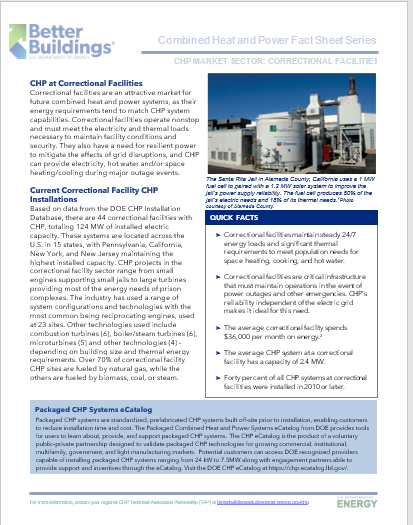 Better
Buildings
U.S. DEPARTMENT OF ENERGY
Combined Heat and Power Fact Sheet Series
CHP MARKET SECTOR: CORRECTIONAL FACILITIES
CHP at Correctional Facilities
Correctional facilities are an attractive market for
future combined heat and power systems, as their
energy requirements tend to match CHP system
capabilities. Correctional facilities operate nonstop
and must meet the electricity and thermal loads
necessary to maintain facility conditions and
security. They also have a need for resilient power
to mitigate the effects of grid disruptions, and CHP
can provide electricity, hot water and/or space
heating/cooling during major outage events.
Current Correctional Facility CHP
Installations
Based on data from the DOE CHP Installation
Database, there are 44 correctional facilities with
CHP, totaling 124 MW of installed electric
capacity. These systems are located across the
U.S. in 15 states, with Pennsylvania, California,
New York, and New Jersey maintaining the
highest installed capacity. CHP projects in the
correctional facility sector range from small
engines supporting small jails to large turbines
providing most of the energy needs of prison
complexes. The industry has used a range of
system configurations and technologies with the
most common being reciprocating engines, used
at 23 sites. Other technologies used include
combustion turbines (6), boiler/steam turbines (6),
microturbines (5) and other technologies (4) -
depending on building size and thermal energy
requirements. Over 70% of correctional facility
CHP sites are fueled by natural gas, while the
others are fueled by biomass, coal, or steam.
The Santa Rita Jail in Alameda County, California uses a 1 MW
fuel cell to paired with a 1.2 MW solar system to improve the
jail's power supply reliability. The fuel cell produces 50% of the
jail's electric needs and 18% of its thermal needs.¹ Photo
courtesy of Alameda County.
QUICK FACTS
► Correctional facilities maintain steady 24/7
energy loads and significant thermal
requirements to meet population needs for
space heating, cooking, and hot water.
► Correctional facilities are critical infrastructure
that must maintain operations in the event of
power outages and other emergencies. CHP's
reliability independent of the electric grid
makes it ideal for this need.
► The average correctional facility spends
$36,000 per month on energy.²
► The average CHP system at a correctional
facility has a capacity of 2.4 MW.
► Forty percent of all CHP systems at correctional
facilities were installed in 2010 or later.
Packaged CHP Systems eCatalog
Packaged CHP systems are standardized, prefabricated CHP systems built off-site prior to installation, enabling customers
to reduce installation time and cost. The Packaged Combined Heat and Power Systems eCatalog from DOE provides tools
for users to learn about, provide, and support packaged CHP systems. The CHP eCatalog is the product of a voluntary
public-private partnership designed to validate packaged CHP technologies for growing commercial, institutional,
multifamily, government, and light manufacturing markets. Potential customers can access DOE recognized providers
capable of installing packaged CHP systems ranging from 24 kW to 7.5MW along with engagement partners able to
provide support and incentives through the eCatalog. Visit the DOE CHP eCatalog at https://chp.ecatalog.lbl.gov/.
For more information, contact your regional CHP Technical Assistance Partnership (TAP) at betterbuildingssolutioncenter.energy.gov/chp
U.S. DEPARTMENT OF
ENERGY